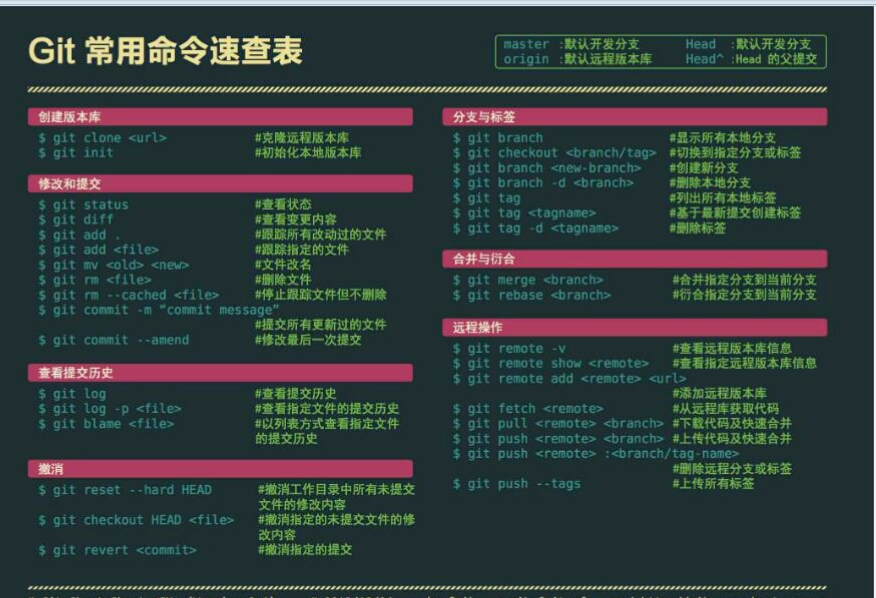 Git 常用命令速查表
master :默认开发分支 Head :默认开发分支
origin :默认远程版本库 Head^ :Head 的父提交
创建版本库
$ git clone <url> #克隆远程版本库
$ git init #初始化本地版本库
修改和提交
$ git status #查看状态
$ git diff #查看变更内容
$ git add . #跟踪所有改动过的文件
$ git add <file> #跟踪指定的文件
$ git mv <old> <new> #文件改名
$ git rm <file> #删除文件
$ git rm --cached <file> #停止跟踪文件但不删除
$ git commit -m “commit message”
#提交所有更新过的文件
$ git commit --amend #修改最后一次提交
查看提交历史
$ git log #查看提交历史
$ git log -p <file> #查看指定文件的提交历史
$ git blame <file> #以列表方式查看指定文件
的提交历史
撤消
$ git reset --hard HEAD #撤消工作目录中所有未提交
文件的修改内容
$ git checkout HEAD <file> #撤消指定的未提交文件的修
改内容
$ git revert <commit> #撤消指定的提交
分支与标签
$ git branch #显示所有本地分支
$ git checkout <branch/tag> #切换到指定分支或标签
$ git branch <new-branch> #创建新分支
$ git branch -d <branch> #删除本地分支
$ git tag #列出所有本地标签
$ git tag <tagname> #基于最新提交创建标签
$ git tag -d <tagname> #删除标签
合并与衍合
$ git merge <branch> #合并指定分支到当前分支
$ git rebase <branch> #衍合指定分支到当前分支
远程操作
$ git remote -v #查看远程版本库信息
$ git remote show <remote> #查看指定远程版本库信息
$ git remote add <remote> <url>
#添加远程版本库
$ git fetch <remote> #从远程库获取代码
$ git pull <remote> <branch> #下载代码及快速合并
$ git push <remote> <branch> #上传代码及快速合并
$ git push <remote> :<branch/tag-name>
#删除远程分支或标签
$ git push --tags #上传所有标签